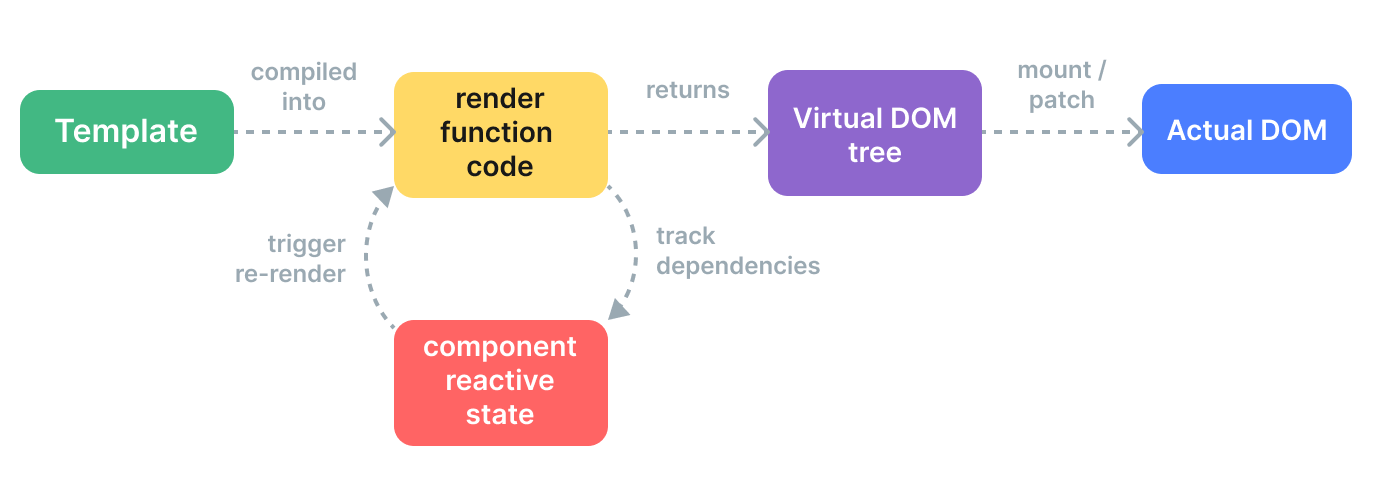 Template
compiled
into
render
function
code
returns
Virtual DOM
tree
mount /
patch
Actual DOM
trigger
re-render
track
dependencies
component
reactive
state